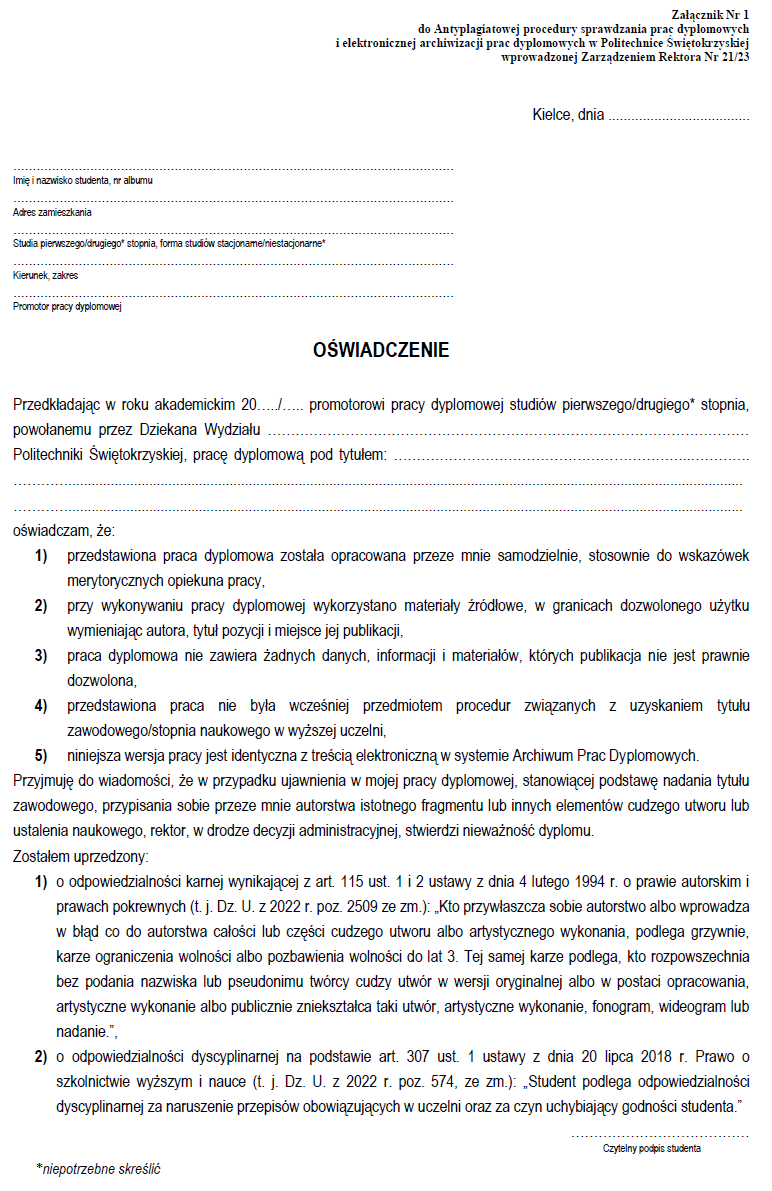 Załącznik Nr 1
do Antyplagiatowej procedury sprawdzania prac dyplomowych
i elektronicznej archiwizacji prac dyplomowych w Politechnice Świętokrzyskiej
wprowadzonej Zarządzeniem Rektora Nr 21/23
Kielce, dnia .....................................
................................................................................................................
Imię i nazwisko studenta, nr albumu
................................................................................................................
Adres zamieszkania
................................................................................................................
Studia pierwszego/drugiego* stopnia, forma studiów stacjonarne/niestacjonarne*
................................................................................................................
Kierunek, zakres
................................................................................................................
Promotor pracy dyplomowej
OŚWIADCZENIE
Przedkładając w roku akademickim 20…../….. promotorowi pracy dyplomowej studiów pierwszego/drugiego* stopnia,
powołanemu przez Dziekana Wydziału ……………………………………………………………………………
Politechniki Świętokrzyskiej, pracę dyplomową pod tytułem: …………………………………………..………….
…………...............................................................................................................................................
…………...............................................................................................................................................
oświadczam, że:
1) przedstawiona praca dyplomowa została opracowana przeze mnie samodzielnie, stosownie do wskazówek
merytorycznych opiekuna pracy,
2) przy wykonywaniu pracy dyplomowej wykorzystano materiały źródłowe, w granicach dozwolonego użytku
wymieniając autora, tytuł pozycji i miejsce jej publikacji,
3) praca dyplomowa nie zawiera żadnych danych, informacji i materiałów, których publikacja nie jest prawnie
dozwolona,
4) przedstawiona praca nie była wcześniej przedmiotem procedur związanych z uzyskaniem tytułu
zawodowego/stopnia naukowego w wyższej uczelni,
5) niniejsza wersja pracy jest identyczna z treścią elektroniczną w systemie Archiwum Prac Dyplomowych.
Przyjmuję do wiadomości, że w przypadku ujawnienia w mojej pracy dyplomowej, stanowiącej podstawę nadania tytułu
zawodowego, przypisania sobie przeze mnie autorstwa istotnego fragmentu lub innych elementów cudzego utworu lub
ustalenia naukowego, rektor, w drodze decyzji administracyjnej, stwierdzi nieważność dyplomu.
Zostałem uprzedzony:
1) o odpowiedzialności karnej wynikającej z art. 115 ust. 1 i 2 ustawy z dnia 4 lutego 1994 r. o prawie autorskim i
prawach pokrewnych (t. j. Dz. U. z 2022 r. poz. 2509 ze zm.): „Kto przywłaszcza sobie autorstwo albo wprowadza
w błąd co do autorstwa całości lub części cudzego utworu albo artystycznego wykonania, podlega grzywnie,
karze ograniczenia wolności albo pozbawienia wolności do lat 3. Tej samej karze podlega, kto rozpowszechnia
bez podania nazwiska lub pseudonimu twórcy cudzy utwór w wersji oryginalnej albo w postaci opracowania,
artystyczne wykonanie albo publicznie zniekształca taki utwór, artystyczne wykonanie, fonogram, wideogram lub
nadanie.”,
2) o odpowiedzialności dyscyplinarnej na podstawie art. 307 ust. 1 ustawy z dnia 20 lipca 2018 r. Prawo o
szkolnictwie wyższym i nauce (t. j. Dz. U. z 2022 r. poz. 574, ze zm.): „Student podlega odpowiedzialności
dyscyplinarnej za naruszenie przepisów obowiązujących w uczelni oraz za czyn uchybiający godności studenta.”
…………………………………
Czytelny podpis studenta
*niepotrzebne skreślić